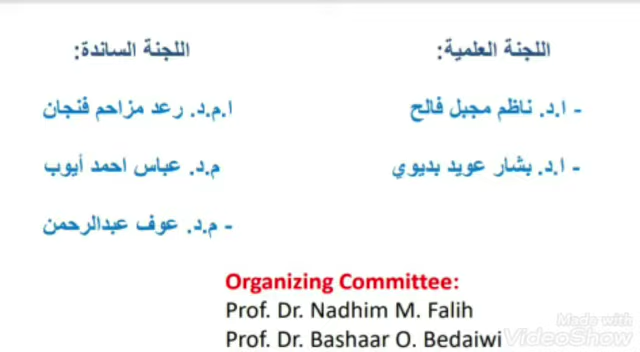 اللجنة العلمية:
- ا.د. ناظم مجبل فالح
- ا.د. بشار عويد بديوي
اللجنة الساندة:
ا.م.د. رعد مزاحم فنجان
م.د. عباس احمد أيوب
- م.د. عوف عبدالرحمن
Organizing Committee:
Prof. Dr. Nadhim M. Falih
Prof. Dr. Bashaar O. Bedaiwi
Made with
VideoShow